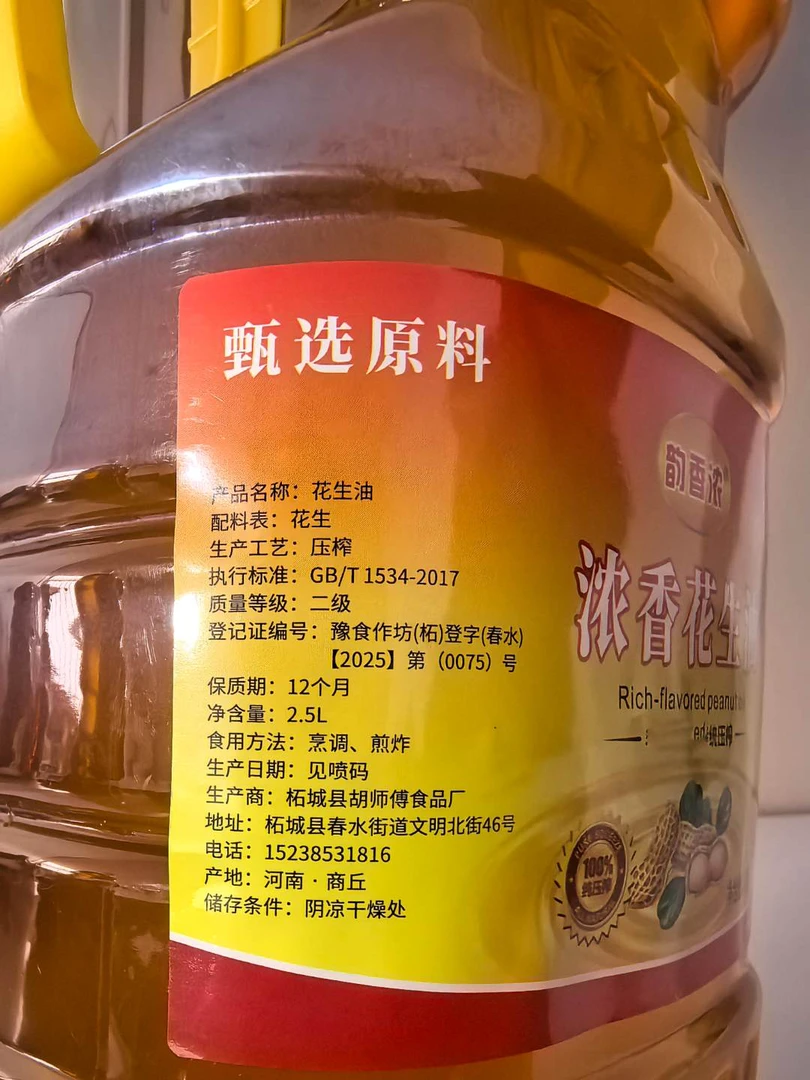 甄选原料
产品名称：花生油
配料表：花生
生产工艺：压榨
执行标准：GB/T 1534-2017
质量等级：二级
登记证编号：豫食作坊(柘)登字(春水)
【2025】第（0075）号
保质期：12个月
净含量：2.5L
食用方法：烹调、煎炸
生产日期：见喷码
生产商：柘城县胡师傅食品厂
地址：柘城县春水街道文明北街46号
电话：15238531816
产地：河南·商丘
储存条件：阴凉干燥处
韵香浓
浓香花生
Rich-flavored peanut
纯压榨
100%
纯压榨